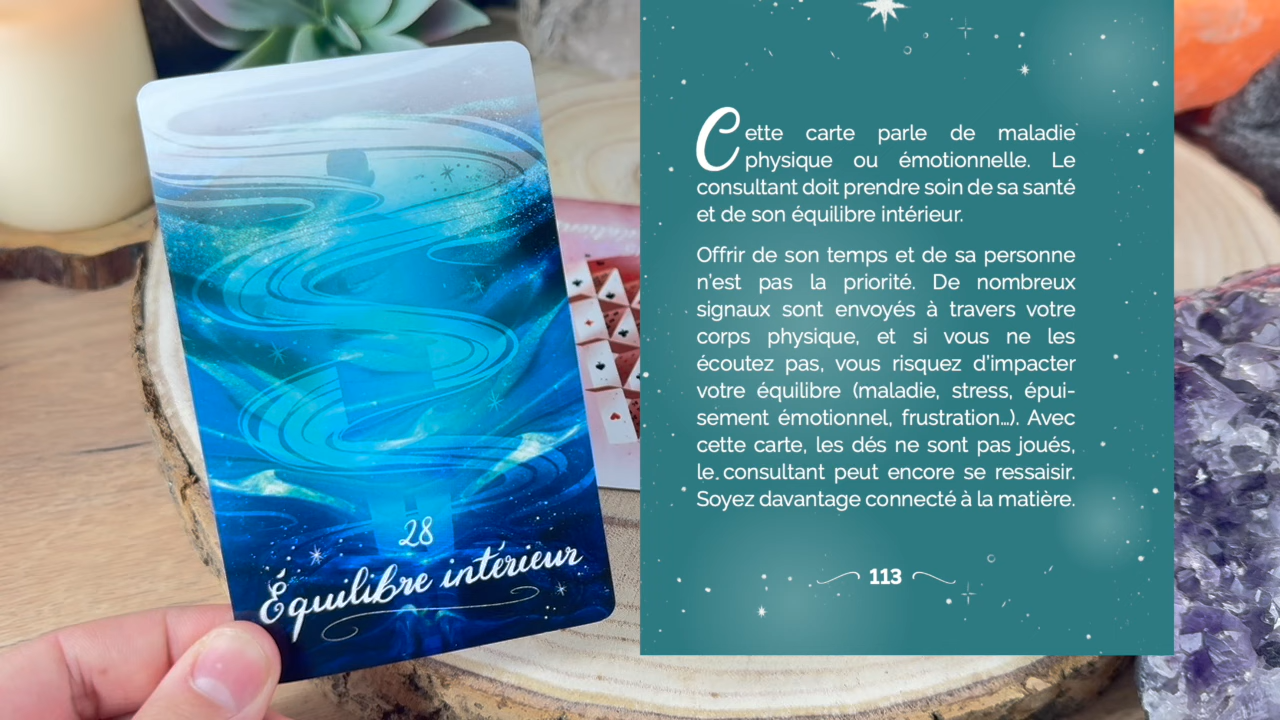 28
Équilibre intérieur
Cette carte parle de maladie
physique ou émotionnelle. Le
consultant doit prendre soin de sa santé
et de son équilibre intérieur.
Offrir de son temps et de sa personne
n'est pas la priorité. De nombreux
signaux sont envoyés à travers votre
corps physique, et si vous ne les
écoutez pas, vous risquez d'impacter
votre équilibre (maladie, stress, épui-
sement émotionnel, frustration…). Avec
cette carte, les dés ne sont pas joués,
le consultant peut encore se ressaisir.
Soyez davantage connecté à la matière.
113